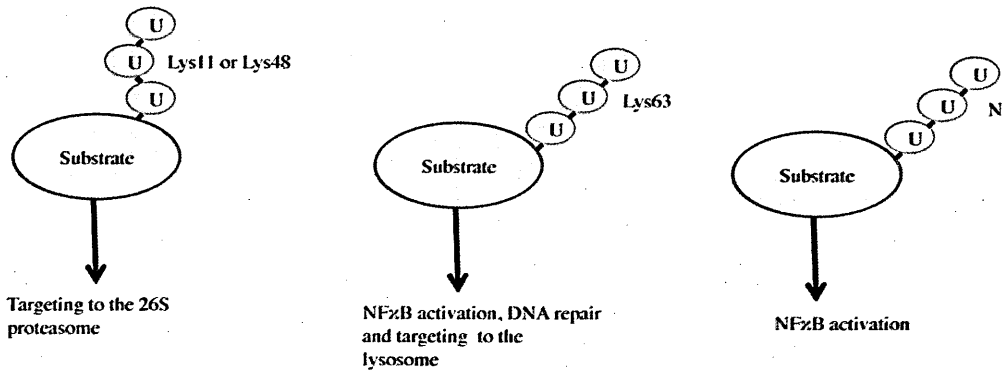 U
U
U
Lys11 or Lys48
Substrate
Targeting to the 26S
proteasome
U
U
U
Lys63
Substrate
NFκB activation, DNA repair
and targeting to the
lysosome
U
U
U
N
Substrate
NFκB activation